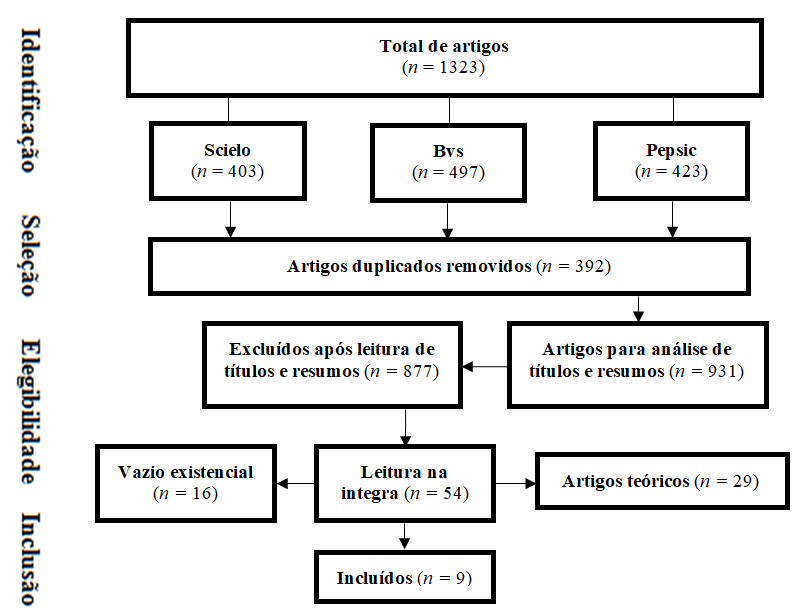 Identificação
Total de artigos
(n = 1323)
Scielo
(n = 403)
Bvs
(n = 497)
Pepsic
(n = 423)
Seleção
Artigos duplicados removidos (n = 392)
Elegibilidade
Excluídos após leitura de
títulos e resumos (n = 877)
Artigos para análise de
títulos e resumos (n = 931)
Vazio existencial
(n = 16)
Leitura na
integra (n = 54)
Artigos teóricos (n = 29)
Inclusão
Incluídos (n = 9)